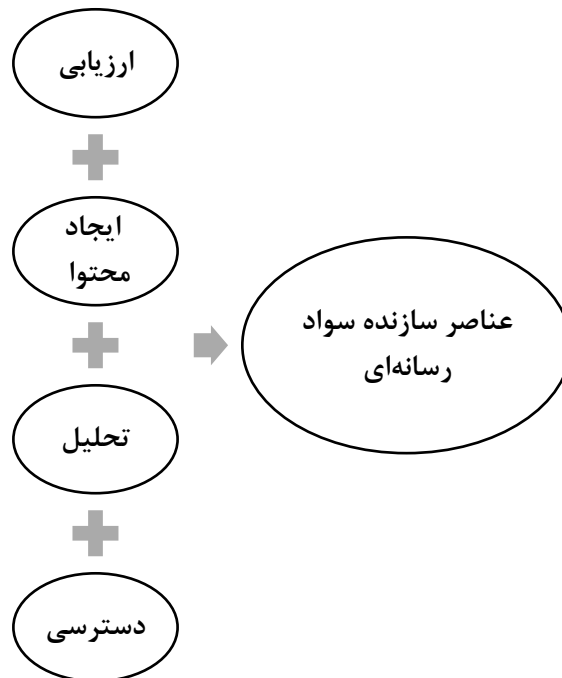 ارزیابی
ایجاد
محتوا
تحلیل
دسترسی
عناصر سازنده سواد
رسانه‌ای